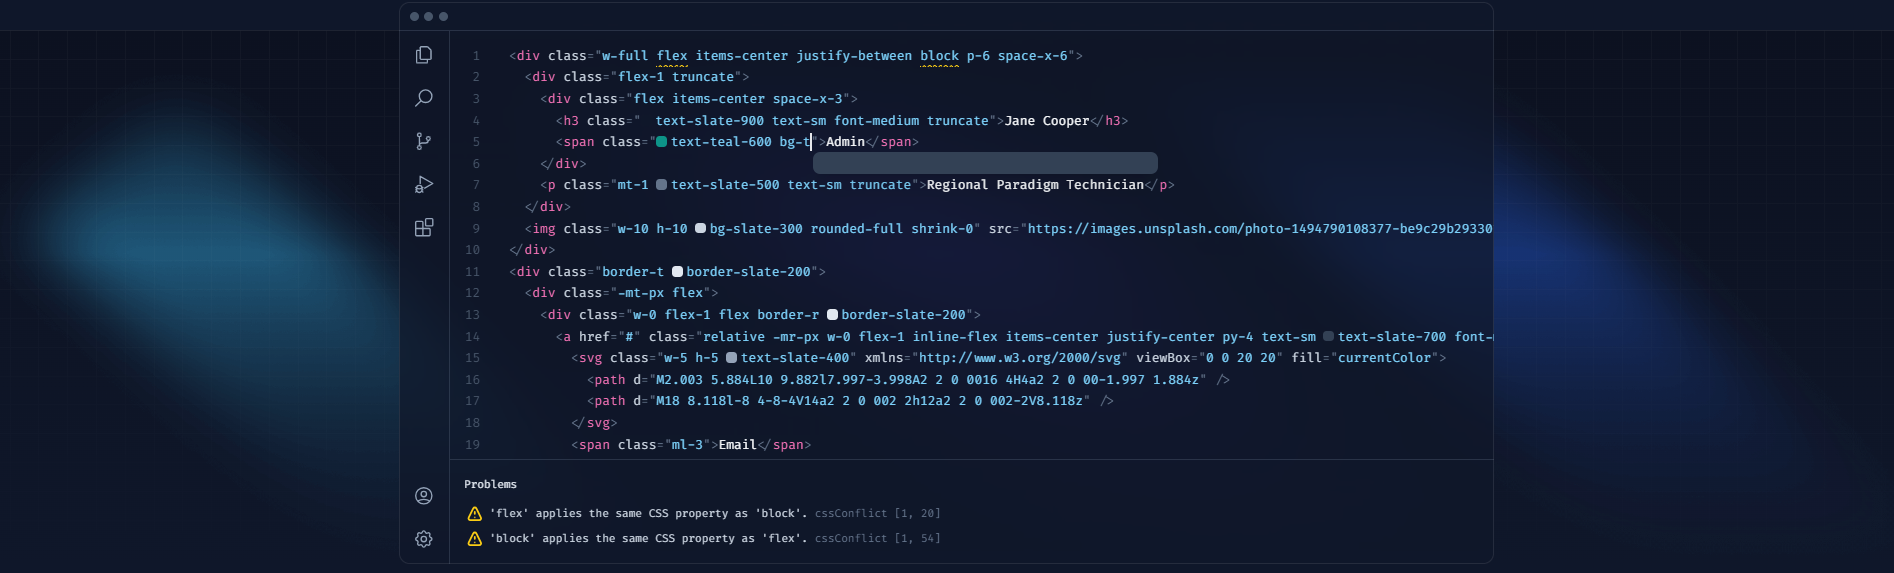 1 <div class="w-full flex items-center justify-between block p-6 space-x-6">
2 <div class="flex-1 truncate">
3 <div class="flex items-center space-x-3">
4 <h3 class=" text-slate-900 text-sm font-medium truncate">Jane Cooper</h3>
5 <span class="text-teal-600 bg-t">Admin</span>
6 </div>
7 <p class="mt-1 text-slate-500 text-sm truncate">Regional Paradigm Technician</p>
8 </div>
9 <img class="w-10 h-10 bg-slate-300 rounded-full shrink-0" src="https://images.unsplash.com/photo-1494790108377-be9c29b29330
10 </div>
11 <div class="border-t border-slate-200">
12 <div class="-mt-px flex">
13 <div class="w-0 flex-1 flex border-r border-slate-200">
14 <a href="#" class="relative -mr-px w-0 flex-1 inline-flex items-center justify-center py-4 text-sm text-slate-700 font-
15 <svg class="w-5 h-5 text-slate-400" xmlns="http://www.w3.org/2000/svg" viewBox="0 0 20 20" fill="currentColor">
16 <path d="M2.003 5.884L10 9.882l7.997-3.998A2 2 0 0016 4H4a2 2 0 00-1.997 1.884z" />
17 <path d="M18 8.118l-8 4-8-4V14a2 2 0 002 2h12a2 2 0 002-2V8.118z" />
18 </svg>
19 <span class="ml-3">Email</span>
Problems
'flex' applies the same CSS property as 'block'. cssConflict [1, 20]
'block' applies the same CSS property as 'flex'. cssConflict [1, 54]